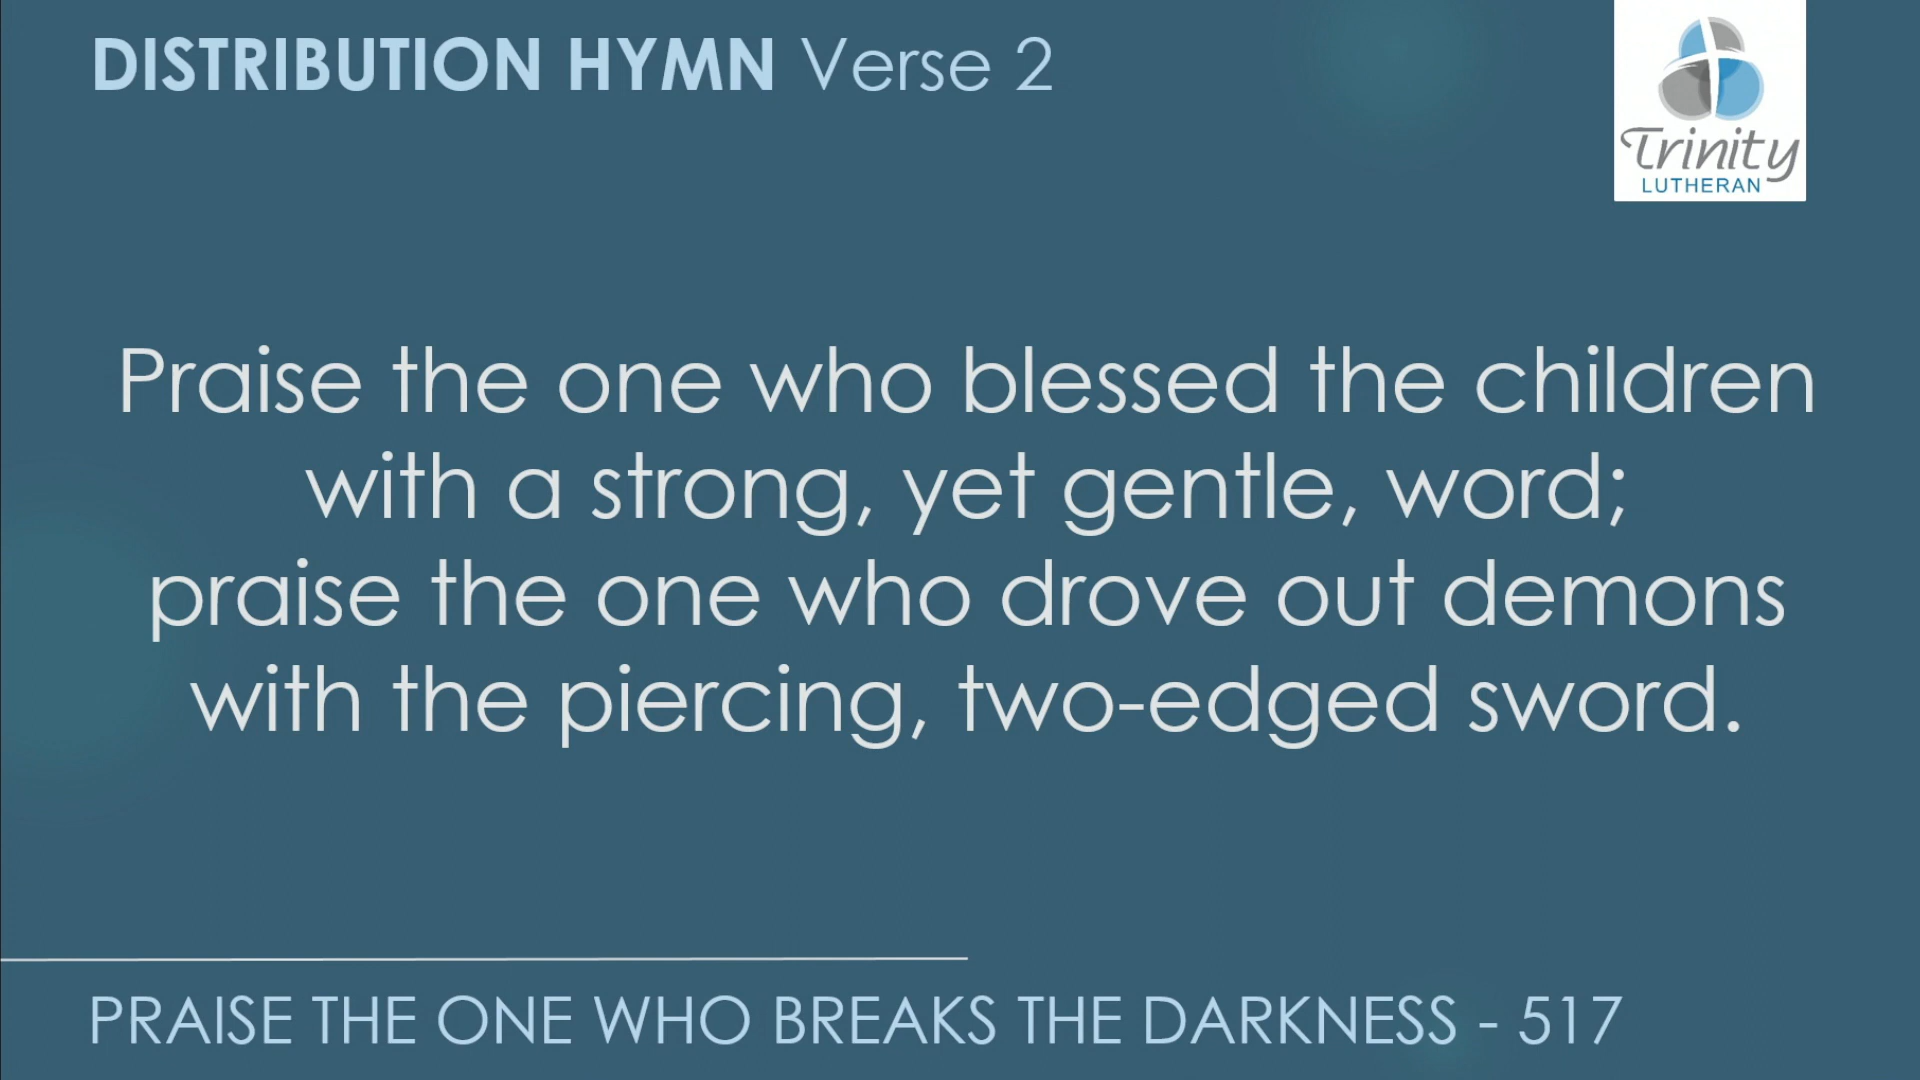 DISTRIBUTION HYMN Verse 2
Trinity
LUTHERAN
Praise the one who blessed the children
with a strong, yet gentle, word;
praise the one who drove out demons
with the piercing, two-edged sword.
PRAISE THE ONE WHO BREAKS THE DARKNESS - 517